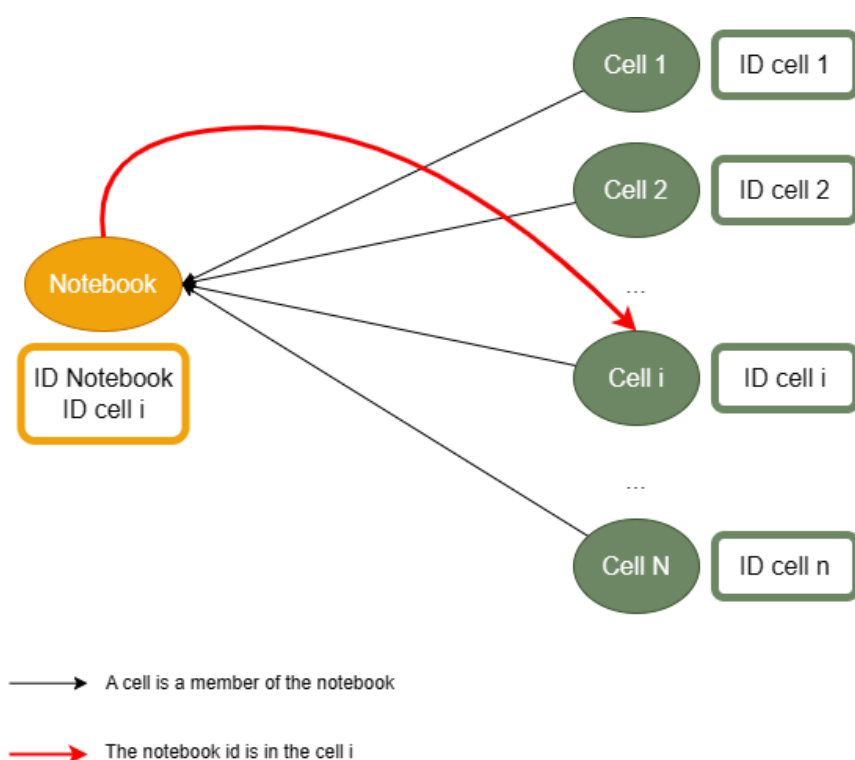 Cell 1
ID cell 1
Cell 2
ID cell 2
...
Notebook
ID Notebook
ID cell i
Cell i
ID cell i
...
Cell N
ID cell n
A cell is a member of the notebook
The notebook id is in the cell i